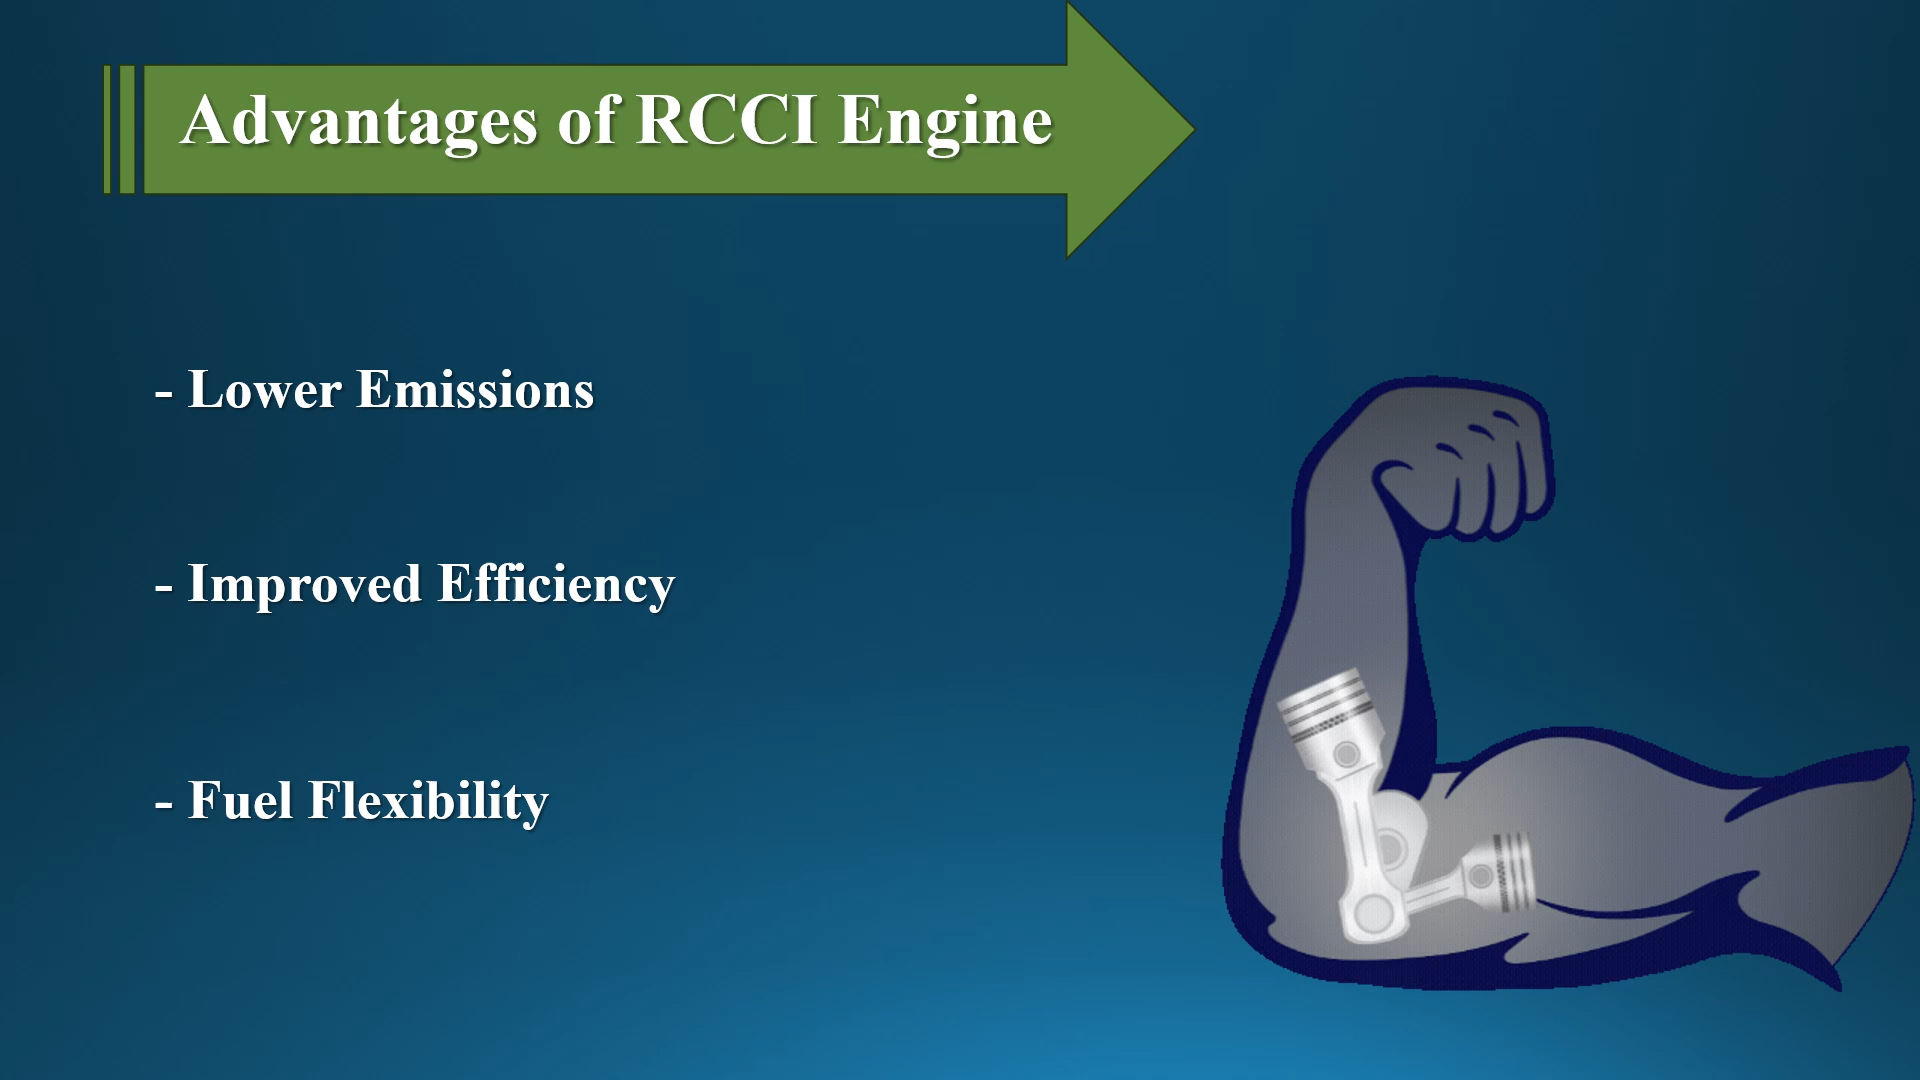 Advantages of RCCI Engine
- Lower Emissions
- Improved Efficiency
- Fuel Flexibility